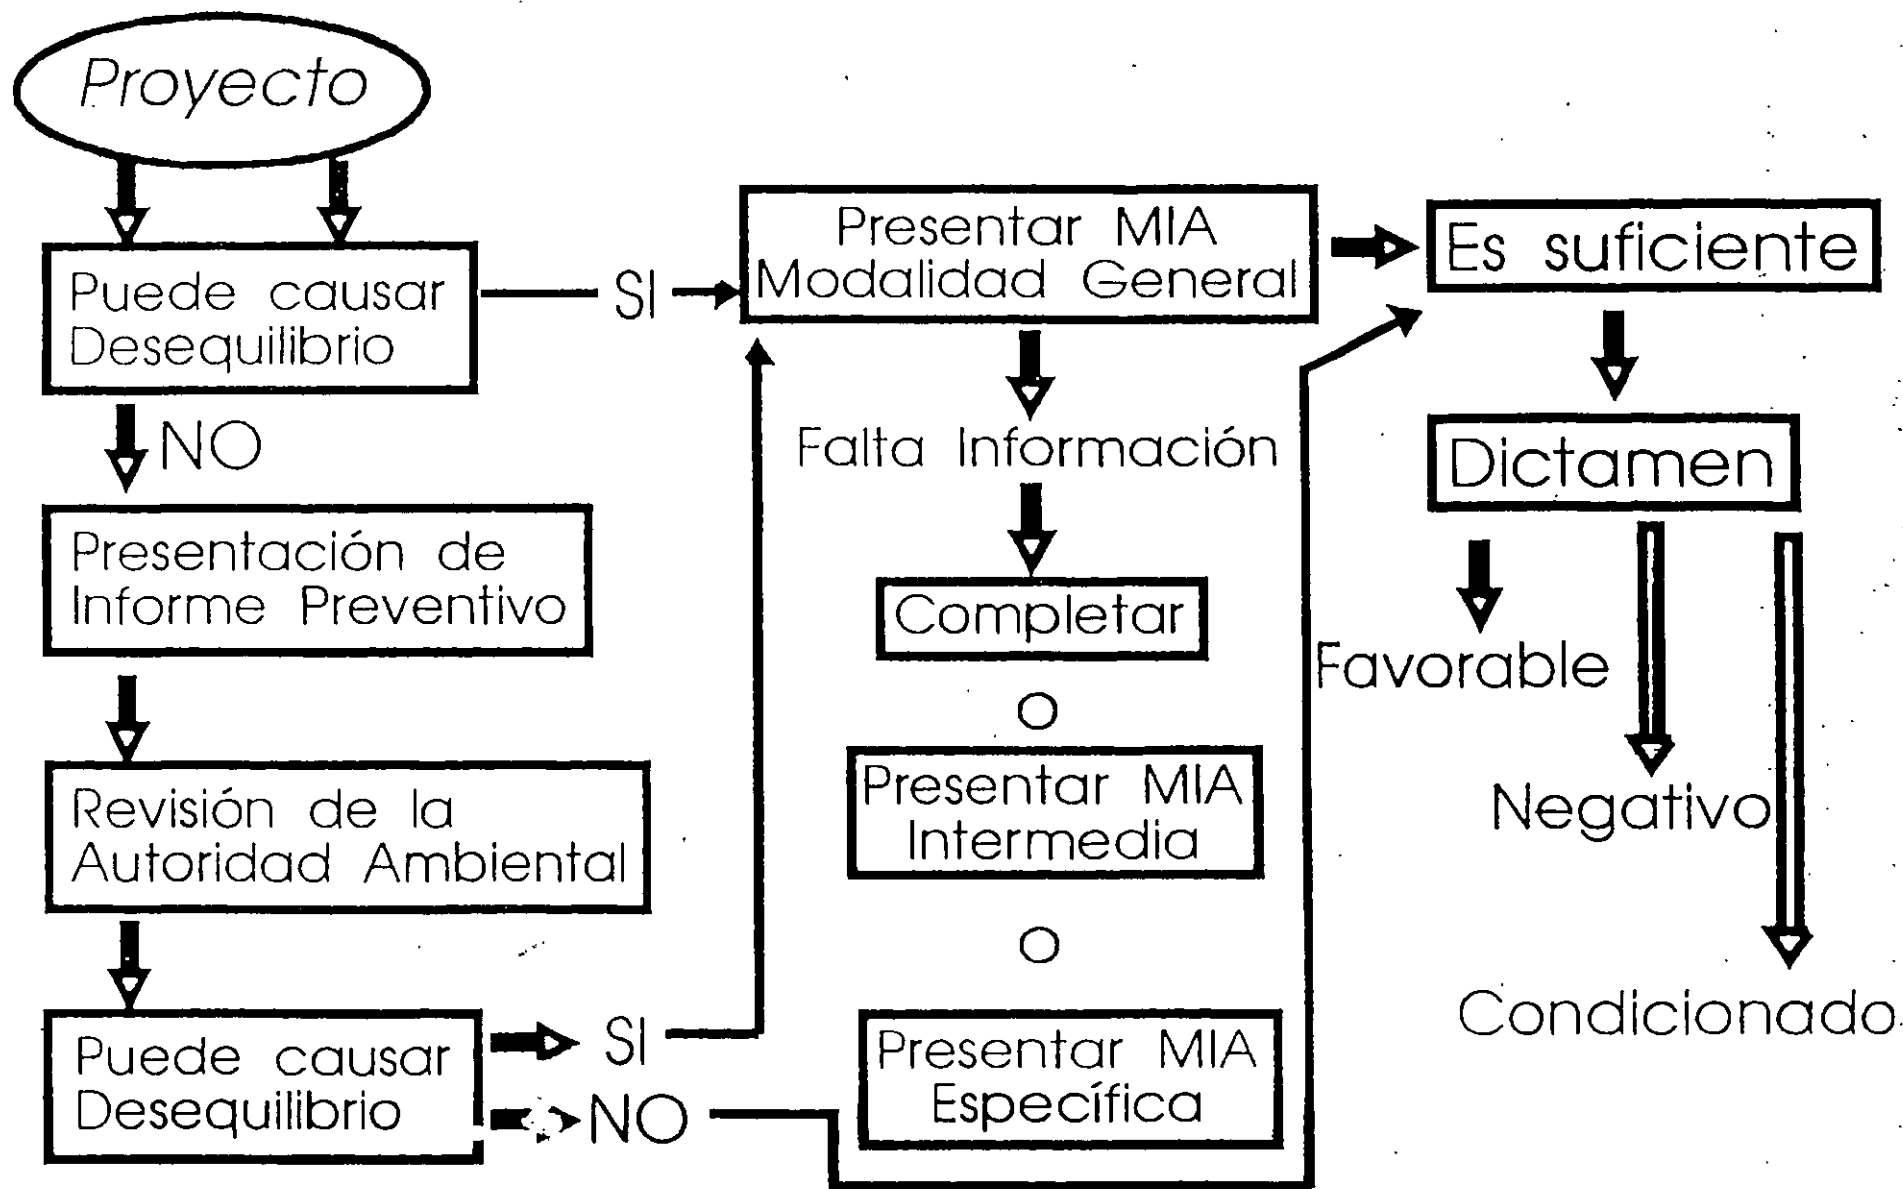 Proyecto
Puede causar
Desequilibrio
SI
NO
Presentación de
Informe Preventivo
Revisión de la
Autoridad Ambiental
Puede causar
Desequilibrio
SI
NO
Presentar MIA
Modalidad General
Falta Información
Completar
O
Presentar MIA
Intermedia
O
Presentar MIA
Específica
Es suficiente
Dictamen
Favorable
Negativo
Condicionado